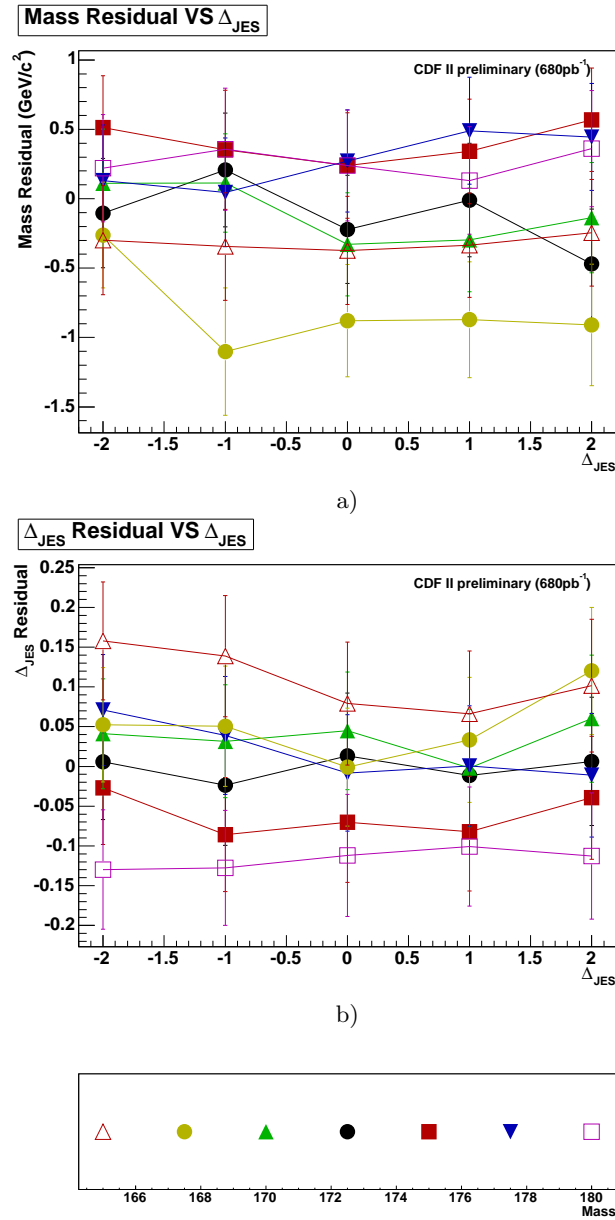 Mass Residual VS Δ_JES
CDF II preliminary (680pb⁻¹)
Mass Residual (GeV/c²)
1
0.5
0
-0.5
-1
-1.5
-2 -1.5 -1 -0.5 0 0.5 1 1.5 2
Δ_JES
a)
Δ_JES Residual VS Δ_JES
CDF II preliminary (680pb⁻¹)
Δ_JES Residual
0.25
0.2
0.15
0.1
0.05
0
-0.05
-0.1
-0.15
-0.2
-2 -1.5 -1 -0.5 0 0.5 1 1.5 2
Δ_JES
b)
166 168 170 172 174 176 178 180
Mass